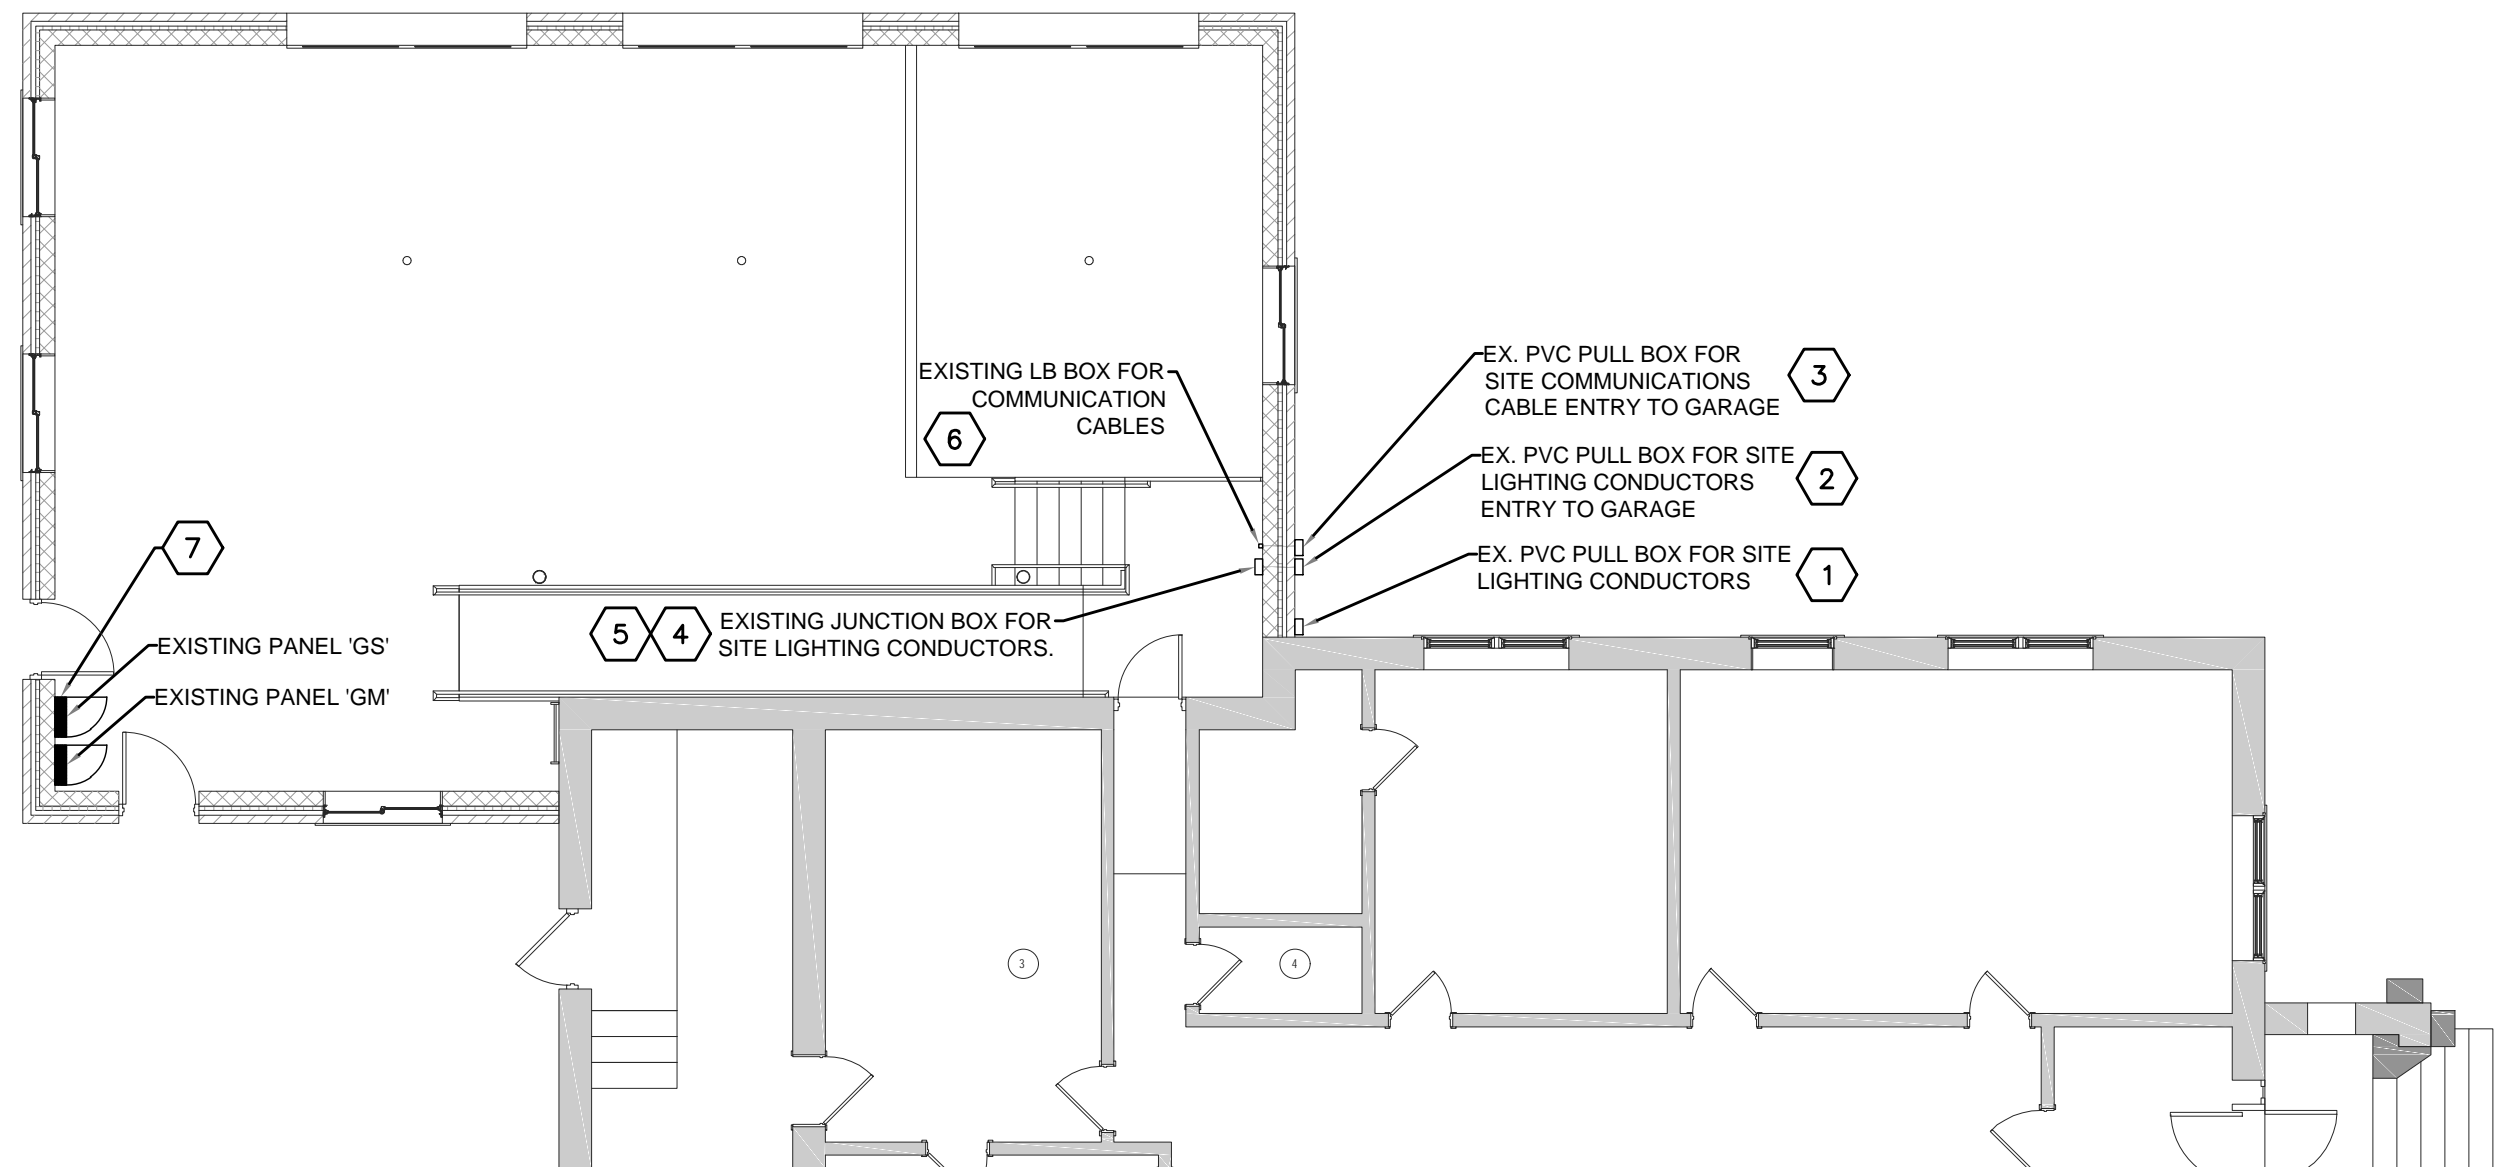 EXISTING LB BOX FOR
COMMUNICATION
CABLES
6
EX. PVC PULL BOX FOR
SITE COMMUNICATIONS
CABLE ENTRY TO GARAGE
3
EX. PVC PULL BOX FOR SITE
LIGHTING CONDUCTORS
ENTRY TO GARAGE
2
EX. PVC PULL BOX FOR SITE
LIGHTING CONDUCTORS
1
7
5
4
EXISTING JUNCTION BOX FOR
SITE LIGHTING CONDUCTORS.
EXISTING PANEL 'GS'
EXISTING PANEL 'GM'
3
4